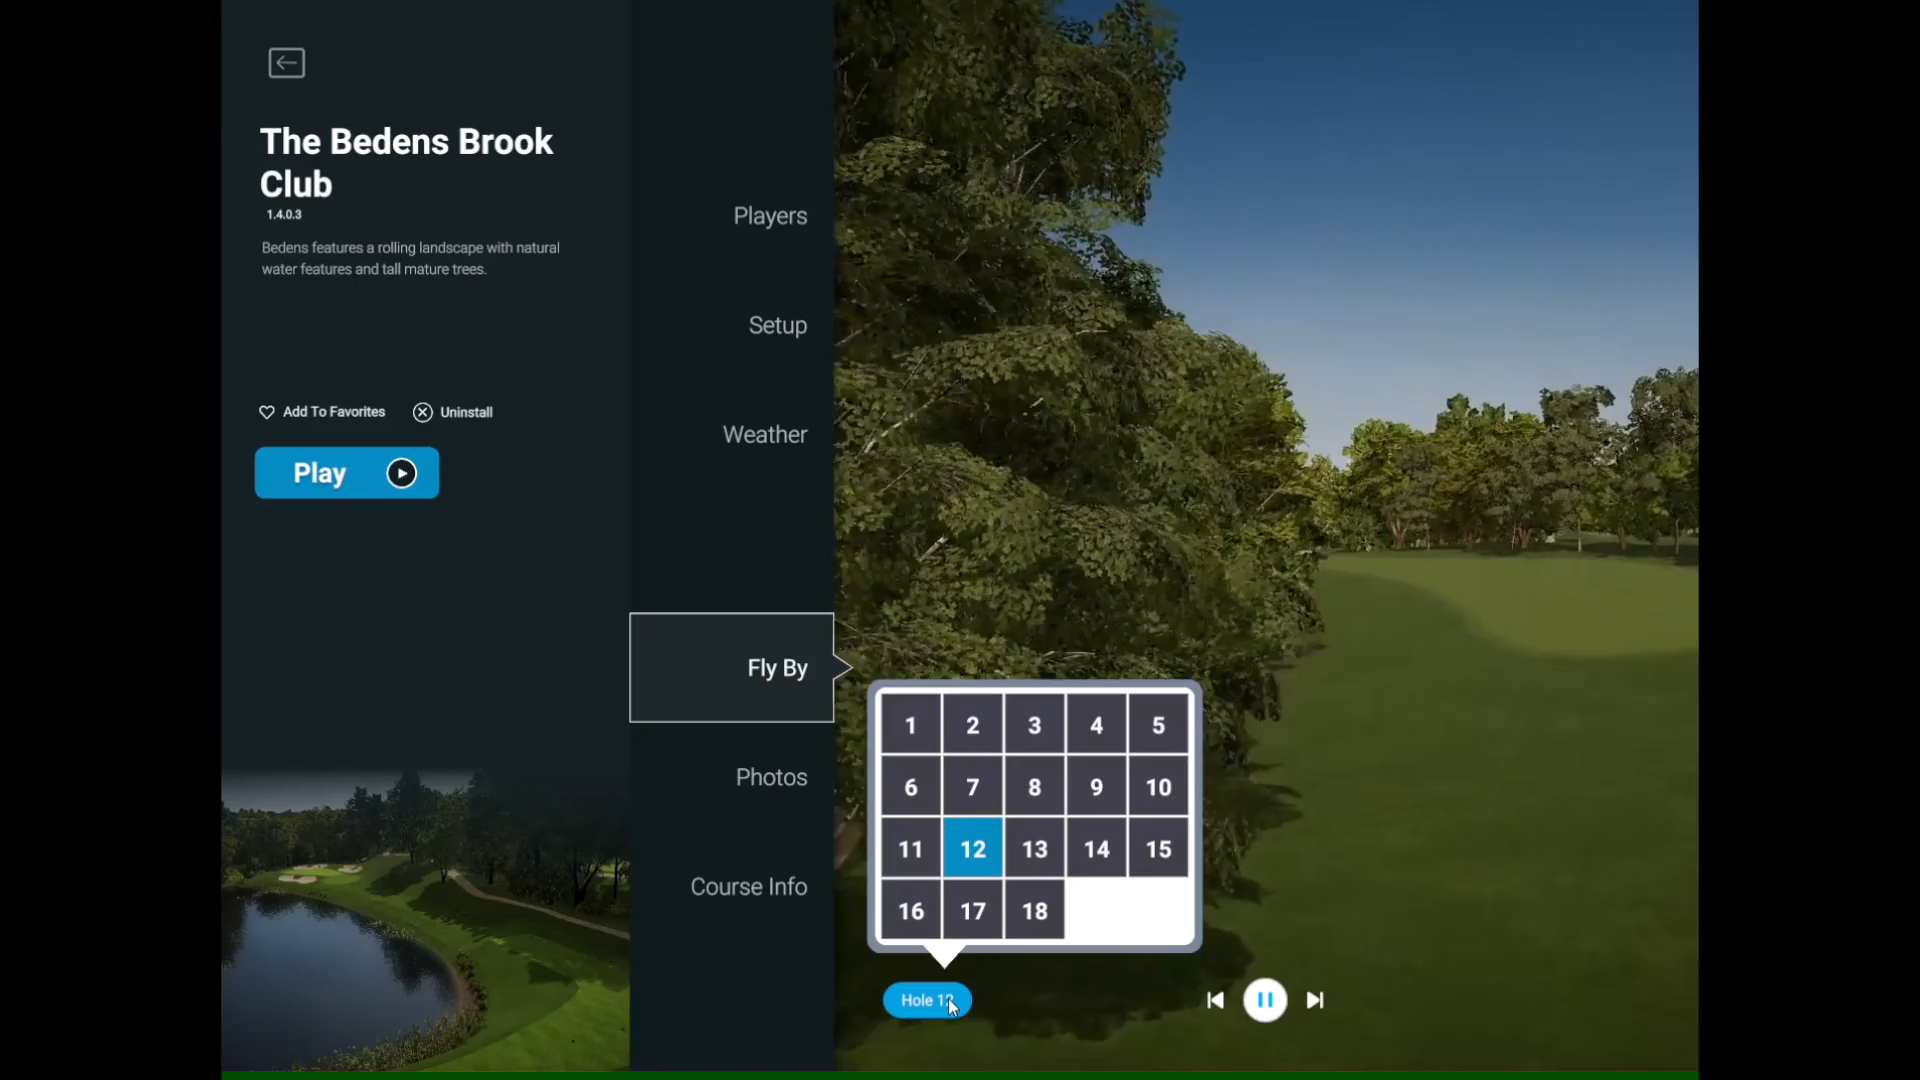 The Bedens Brook
Club
1.4.0.3
Bedens features a rolling landscape with natural
water features and tall mature trees.
Add To Favorites
Uninstall
Play
Players
Setup
Weather
Fly By
Photos
Course Info
1 2 3 4 5
6 7 8 9 10
11 12 13 14 15
16 17 18
Hole 12